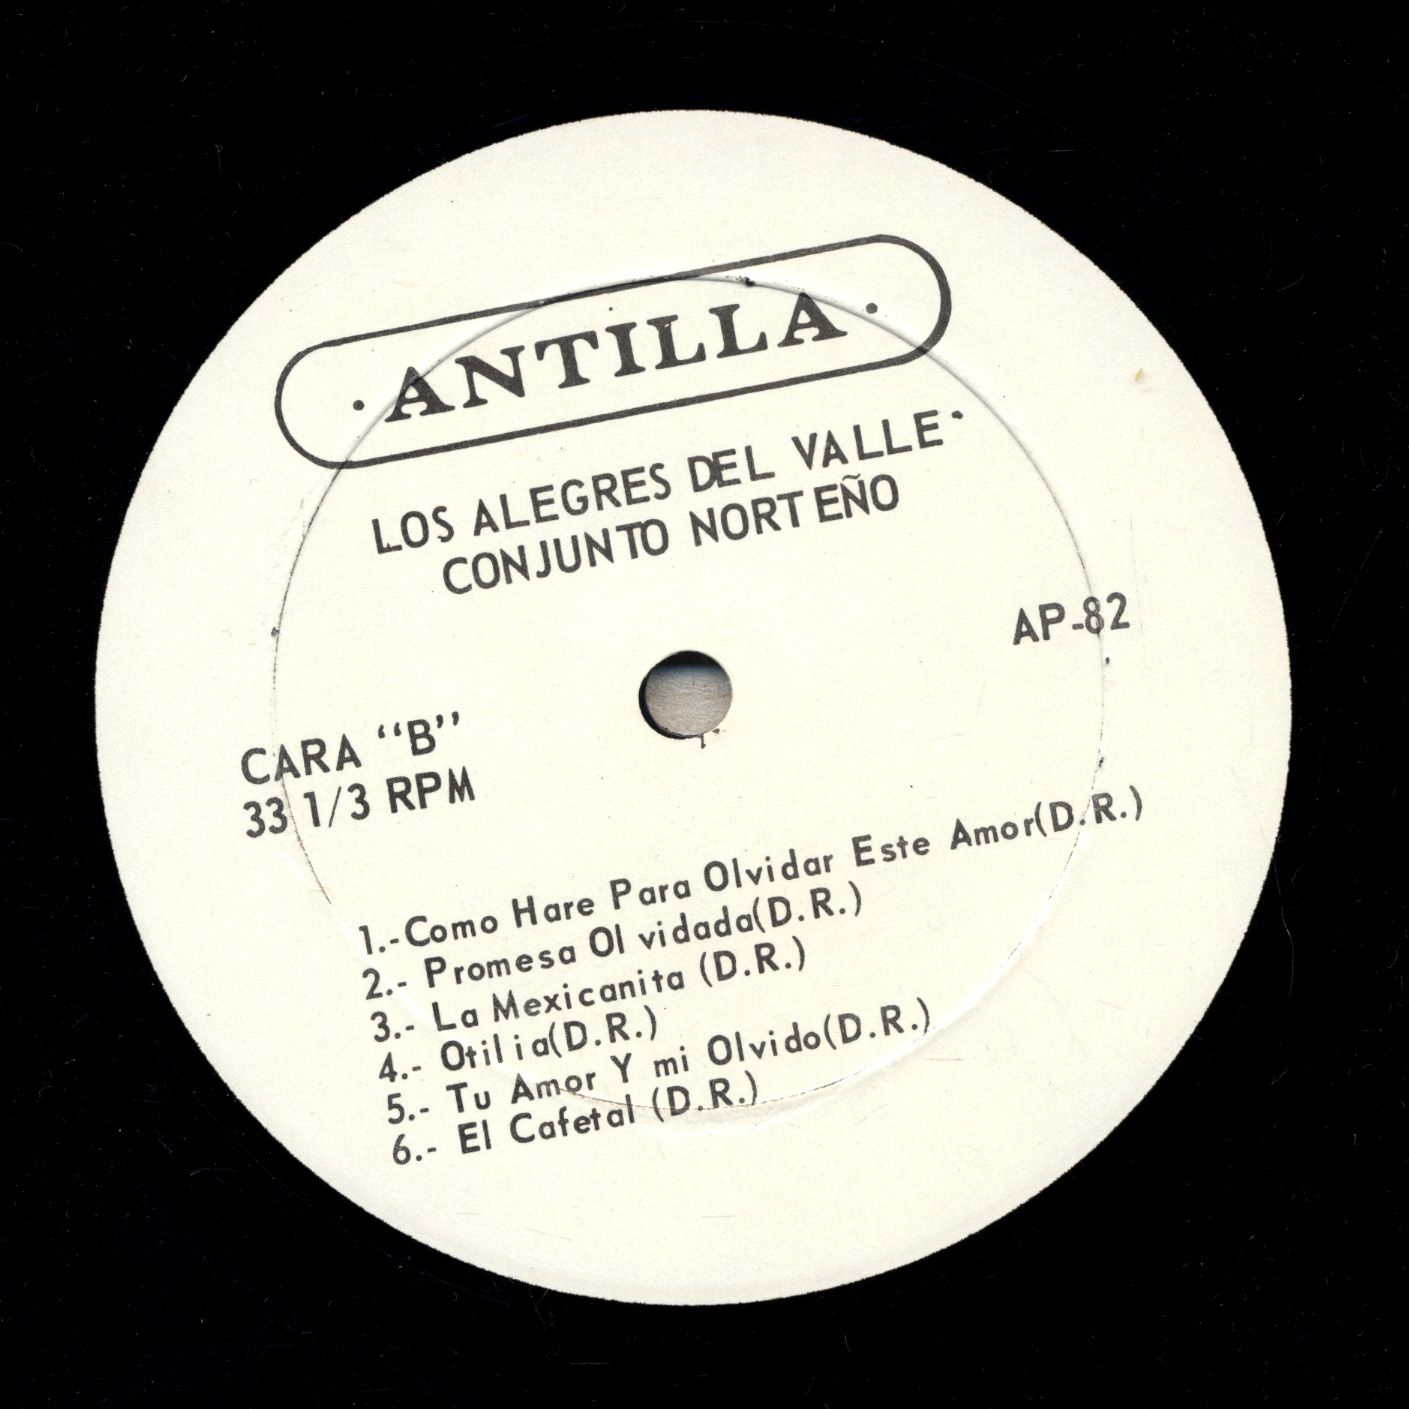 · ANTILLA ·
LOS ALEGRES DEL VALLE
CONJUNTO NORTEÑO
AP-82
CARA “B”
33 1/3 RPM
1.-Como Hare Para Olvidar Este Amor(D.R.)
2.- Promesa Olvidada(D.R.)
3.- La Mexicanita (D.R.)
4.- Otilia(D.R.)
5.- Tu Amor Y mi Olvido(D.R.)
6.- El Cafetal (D.R.)